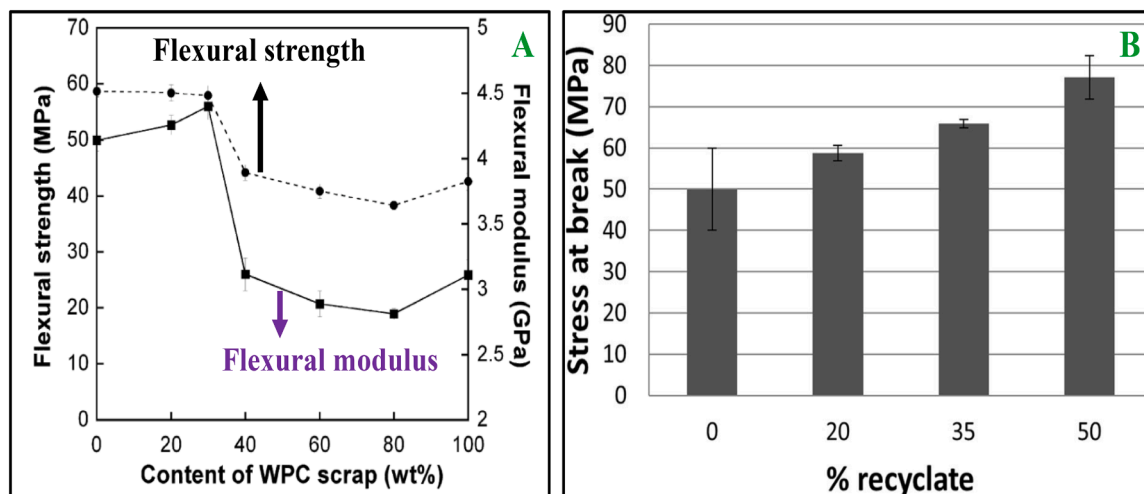 A
Flexural strength
Flexural modulus
Flexural strength (MPa)
70
60
50
40
30
20
10
0
Flexural modulus (GPa)
5
4.5
4
3.5
3
2.5
2
0 20 40 60 80 100
Content of WPC scrap (wt%)
B
Stress at break (MPa)
90
80
70
60
50
40
30
20
10
0
0 20 35 50
% recyclate